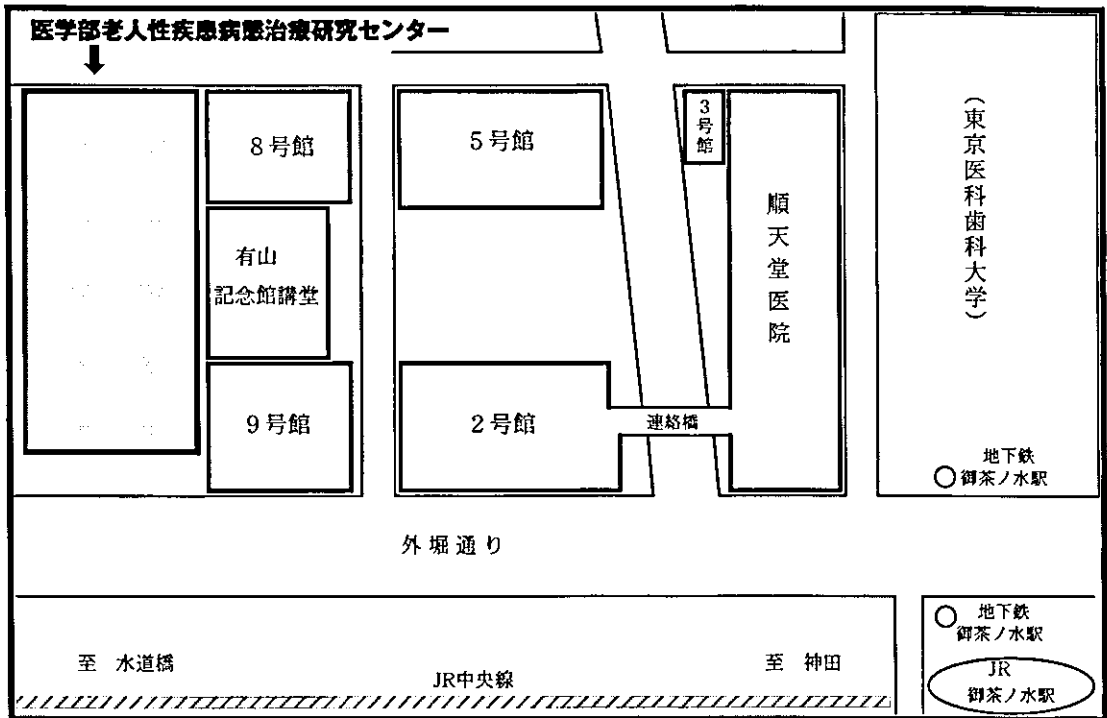 医学部老人性疾患病態治療研究センター
8号館
5号館
3号館
(東京医科歯科大学)
順天堂医院
有山
記念館講堂
9号館
2号館
連絡橋
地下鉄
御茶ノ水駅
外堀通り
地下鉄
御茶ノ水駅
至 水道橋
JR中央線
至 神田
JR
御茶ノ水駅